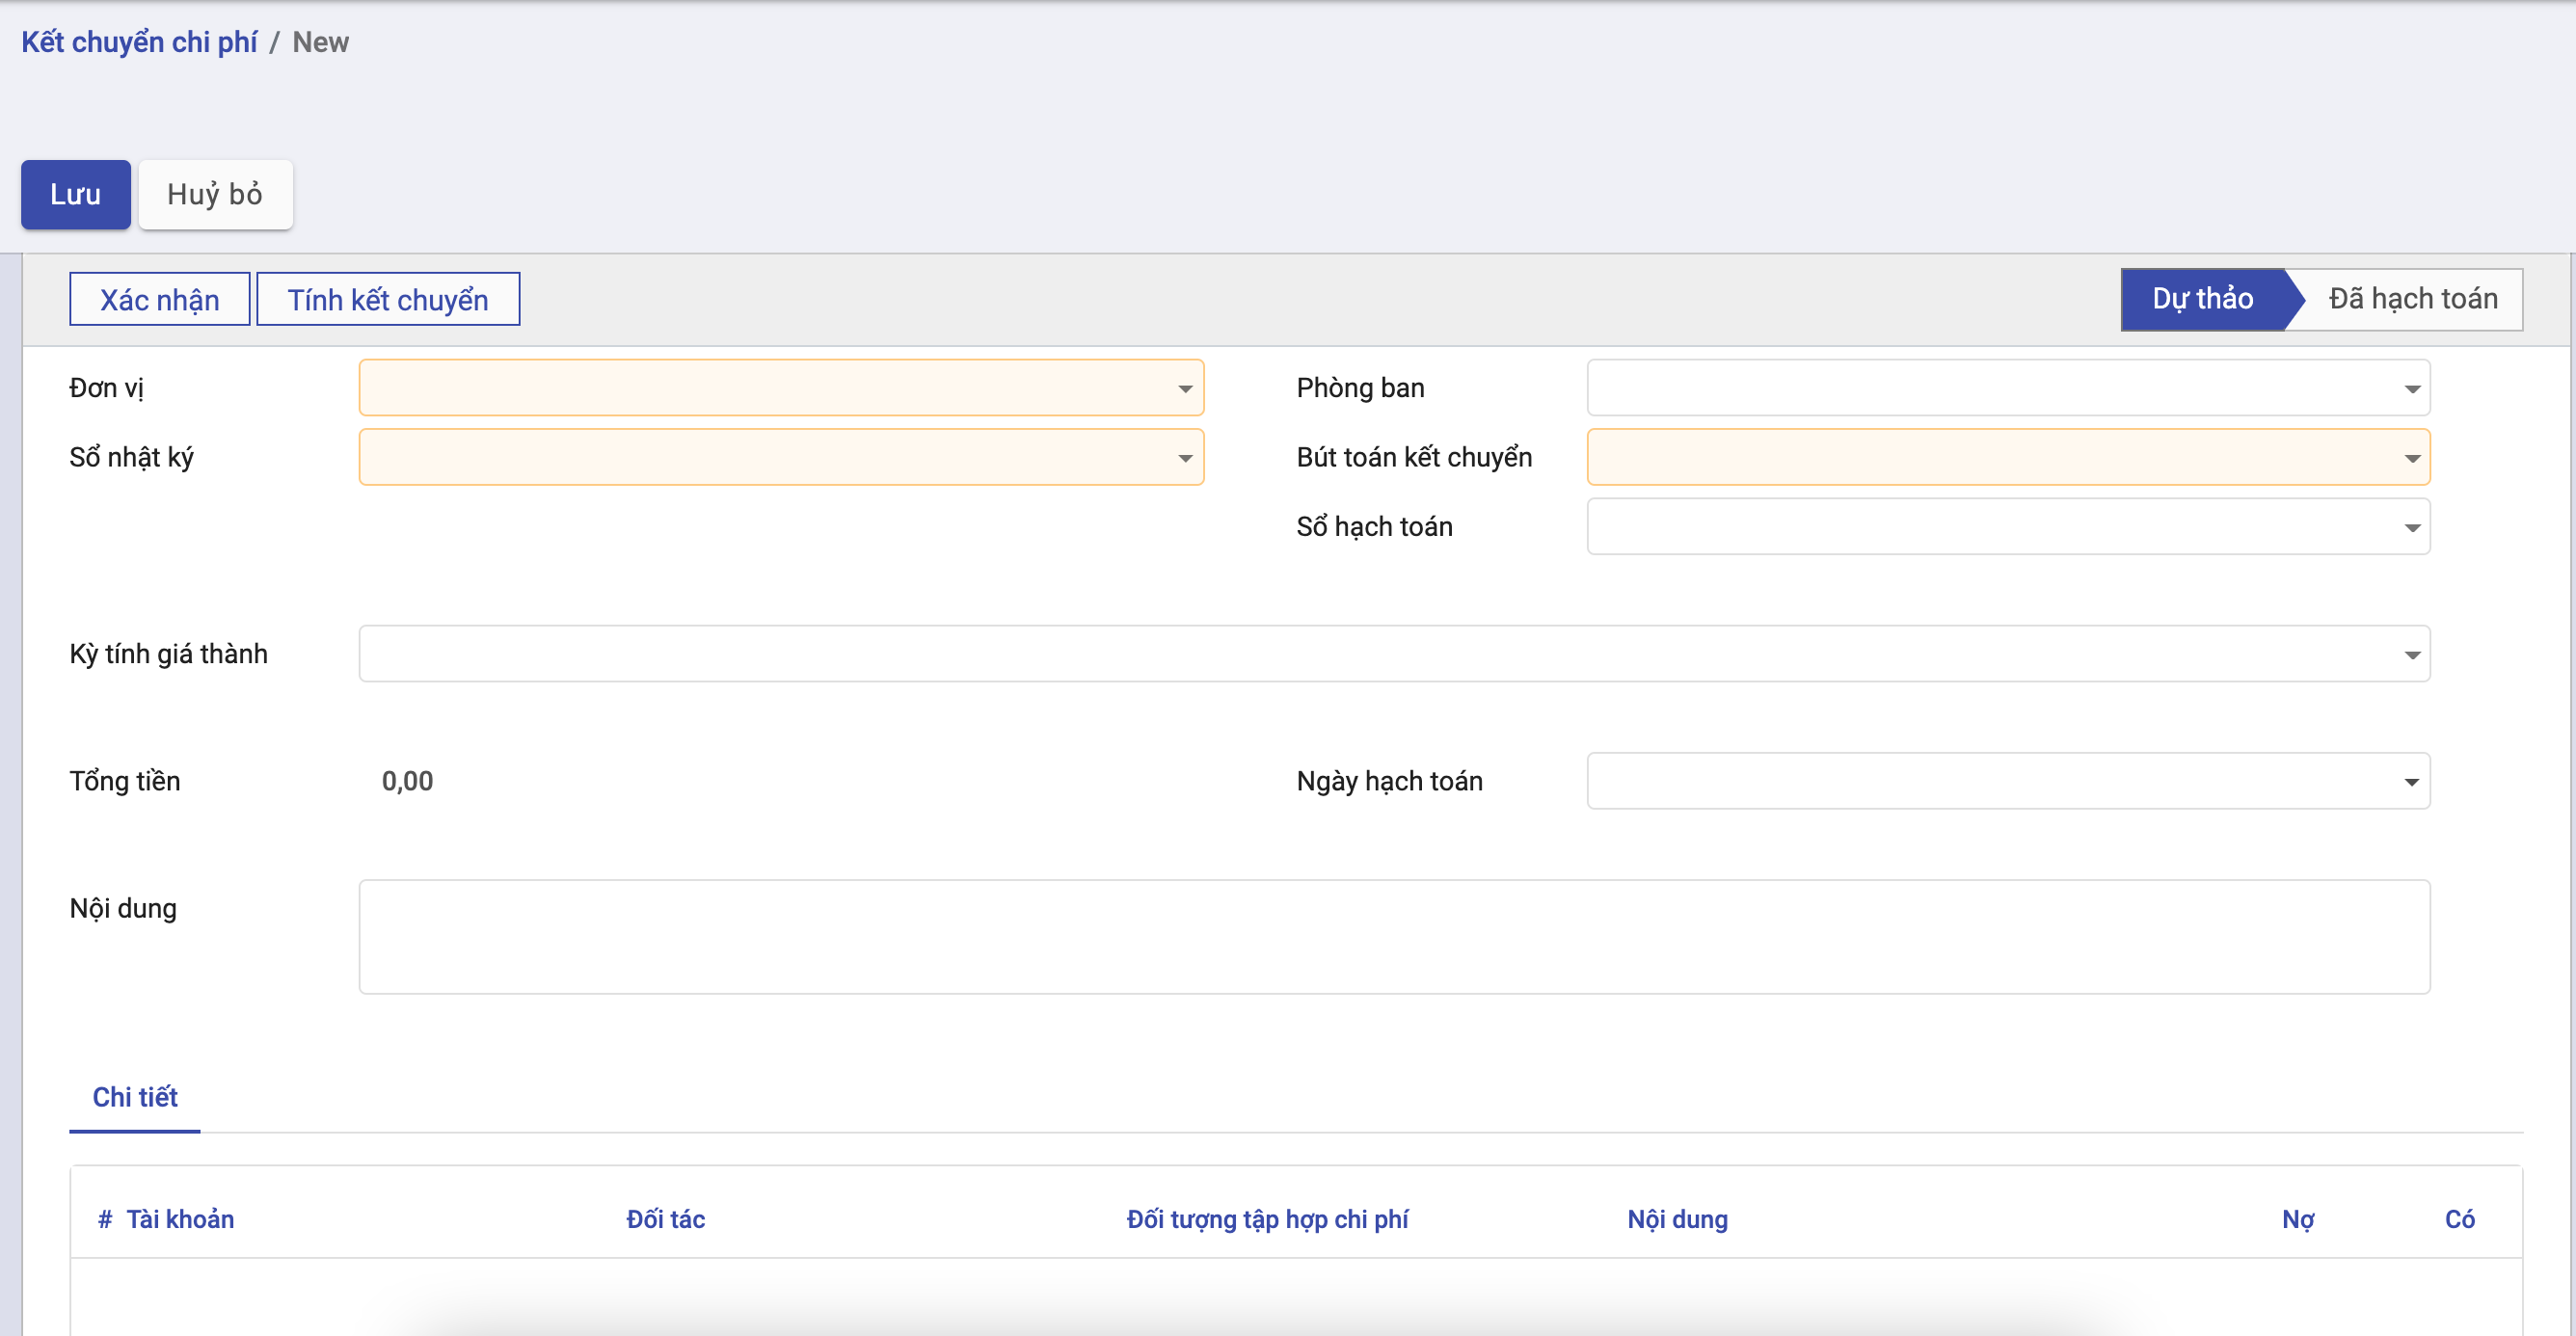 Kết chuyển chi phí / New
Lưu Huỷ bỏ
Xác nhận Tính kết chuyển Dự thảo Đã hạch toán
Đơn vị Phòng ban
Sổ nhật ký Bút toán kết chuyển
Sổ hạch toán
Kỳ tính giá thành
Tổng tiền 0,00 Ngày hạch toán
Nội dung
Chi tiết
# Tài khoản Đối tác Đối tượng tập hợp chi phí Nội dung Nợ Có